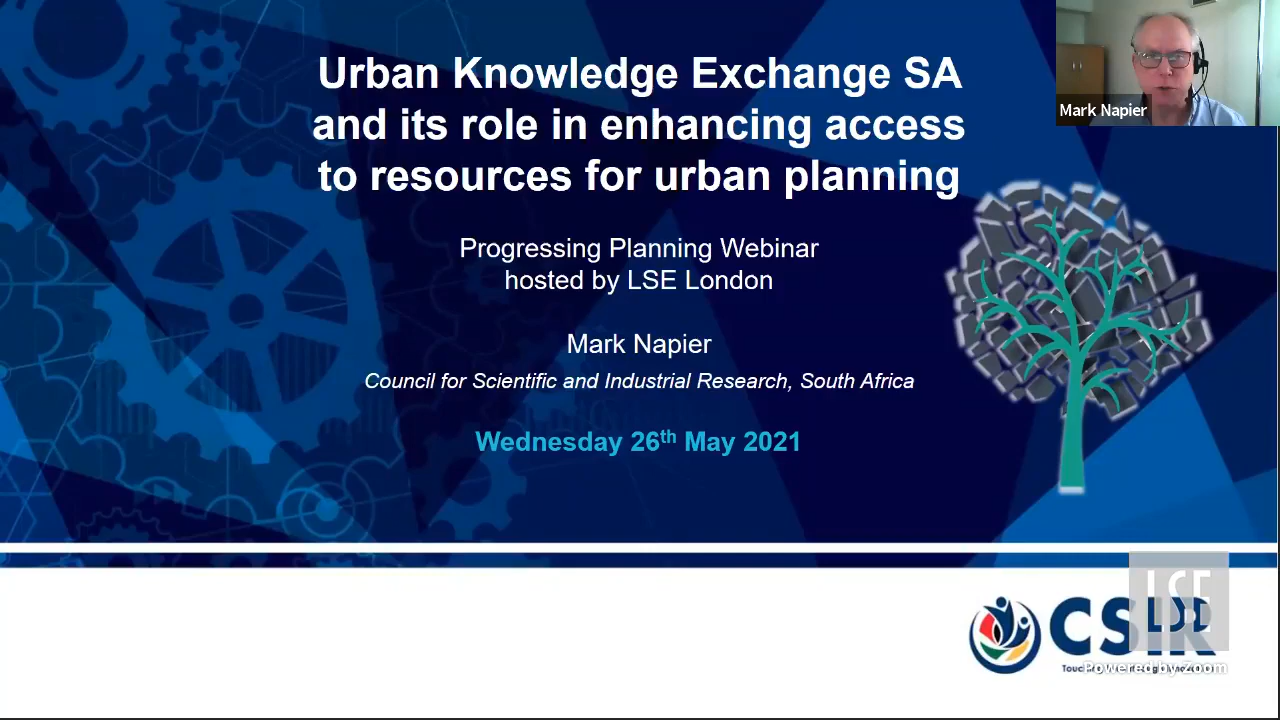 Urban Knowledge Exchange SA
and its role in enhancing access
to resources for urban planning
Mark Napier
Progressing Planning Webinar
hosted by LSE London
Mark Napier
Council for Scientific and Industrial Research, South Africa
Wednesday 26th May 2021
CSIR
LSE
Powered by Zoom